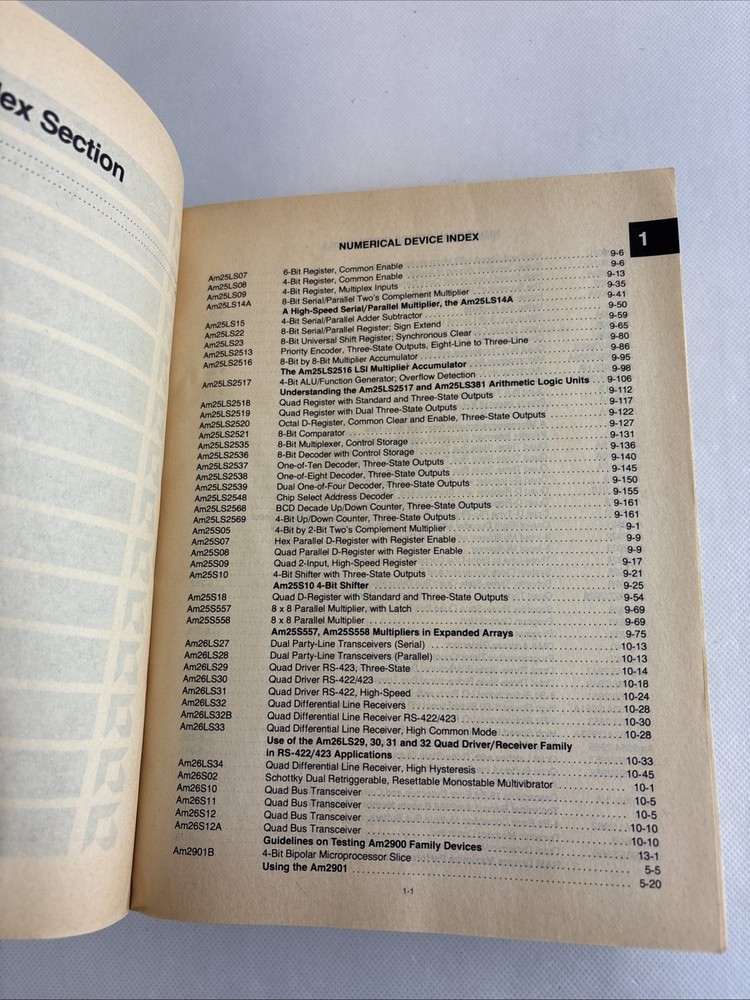 ex Section
NUMERICAL DEVICE INDEX
1
Am25LS07 6-Bit Register, Common Enable 9-6
Am25LS08 4-Bit Register, Common Enable 9-6
Am25LS09 4-Bit Register, Multiplex Inputs 9-13
Am25LS14A 8-Bit Serial/Parallel Two's Complement Multiplier 9-35
A High-Speed Serial/Parallel Multiplier, the Am25LS14A 9-41
Am25LS15 4-Bit Serial/Parallel Adder Subtractor 9-50
Am25LS22 8-Bit Serial/Parallel Register; Sign Extend 9-59
Am25LS23 8-Bit Universal Shift Register; Synchronous Clear 9-65
Am25LS2513 Priority Encoder, Three-State Outputs, Eight-Line to Three-Line 9-80
Am25LS2516 8-Bit by 8-Bit Multiplier Accumulator 9-86
The Am25LS2516 LSI Multiplier Accumulator 9-95
Am25LS2517 4-Bit ALU/Function Generator; Overflow Detection 9-98
Understanding the Am25LS2517 and Am25LS381 Arithmetic Logic Units 9-106
Am25LS2518 Quad Register with Standard and Three-State Outputs 9-112
Am25LS2519 Quad Register with Dual Three-State Outputs 9-117
Am25LS2520 Octal D-Register, Common Clear and Enable, Three-State Outputs 9-122
Am25LS2521 8-Bit Comparator 9-127
Am25LS2535 8-Bit Multiplexer, Control Storage 9-131
Am25LS2536 8-Bit Decoder with Control Storage 9-136
Am25LS2537 One-of-Ten Decoder, Three-State Outputs 9-140
Am25LS2538 One-of-Eight Decoder, Three-State Outputs 9-145
Am25LS2539 Dual One-of-Four Decoder, Three-State Outputs 9-150
Am25LS2548 Chip Select Address Decoder 9-155
Am25LS2568 BCD Decade Up/Down Counter, Three-State Outputs 9-161
Am25LS2569 4-Bit Up/Down Counter, Three-State Outputs 9-161
Am25S05 4-Bit by 2-Bit Two's Complement Multiplier 9-1
Am25S07 Hex Parallel D-Register with Register Enable 9-9
Am25S08 Quad Parallel D-Register with Register Enable 9-9
Am25S09 Quad 2-Input, High-Speed Register 9-17
Am25S10 4-Bit Shifter with Three-State Outputs 9-21
Am25S10 4-Bit Shifter 9-25
Am25S18 Quad D-Register with Standard and Three-State Outputs 9-54
Am25S557 8 x 8 Parallel Multiplier, with Latch 9-69
Am25S558 8 x 8 Parallel Multiplier 9-69
Am25S557, Am25S558 Multipliers in Expanded Arrays 9-75
Am26LS27 Dual Party-Line Transceivers (Serial) 10-13
Am26LS28 Dual Party-Line Transceivers (Parallel) 10-13
Am26LS29 Quad Driver RS-423, Three-State 10-14
Am26LS30 Quad Driver RS-422/423 10-18
Am26LS31 Quad Driver RS-422, High-Speed 10-24
Am26LS32 Quad Differential Line Receivers 10-28
Am26LS32B Quad Differential Line Receiver RS-422/423 10-30
Am26LS33 Quad Differential Line Receiver, High Common Mode 10-28
Use of the Am26LS29, 30, 31 and 32 Quad Driver/Receiver Family
in RS-422/423 Applications 10-33
Am26LS34 Quad Differential Line Receiver, High Hysteresis 10-45
Am26S02 Schottky Dual Retriggerable, Resettable Monostable Multivibrator 10-1
Am26S10 Quad Bus Transceiver 10-5
Am26S11 Quad Bus Transceiver 10-5
Am26S12 Quad Bus Transceiver 10-10
Am26S12A Quad Bus Transceiver 10-10
Guidelines on Testing Am2900 Family Devices 13-1
Am2901B 4-Bit Bipolar Microprocessor Slice 5-5
Using the Am2901 5-20
1-1